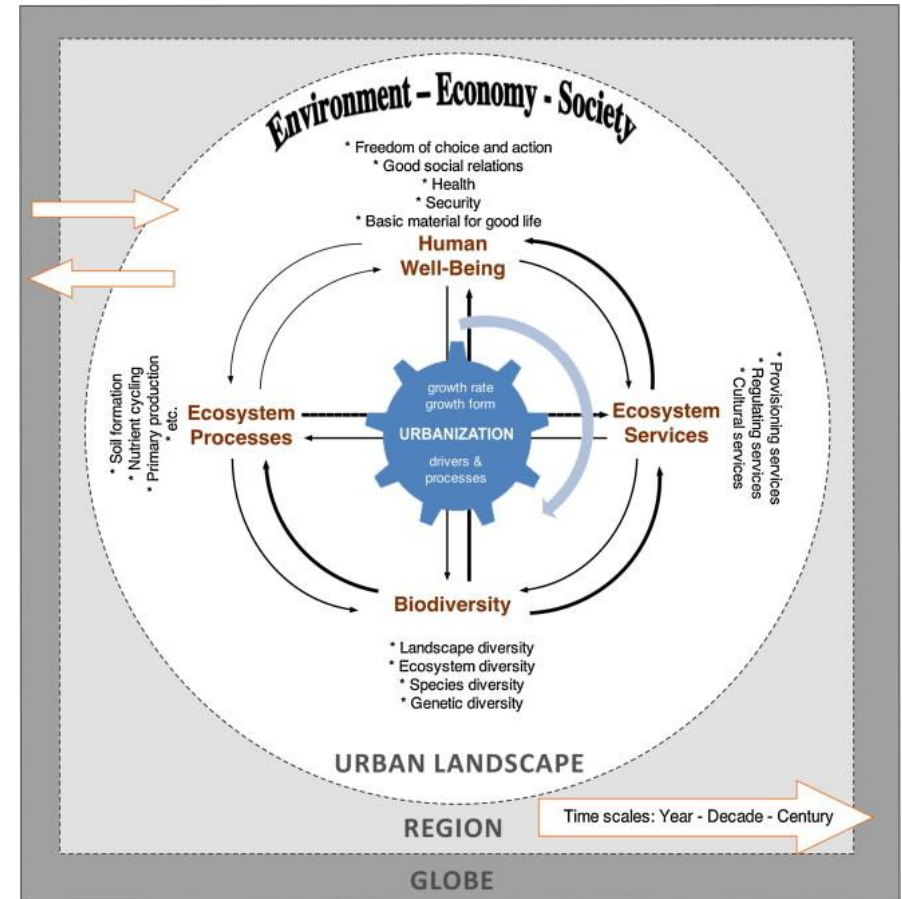 Environment – Economy - Society
* Freedom of choice and action
* Good social relations
* Health
* Security
* Basic material for good life
Human
Well-Being
* Soil formation
* Nutrient cycling
* Primary production
* etc.
Ecosystem
Processes
growth rate
growth form
URBANIZATION
drivers &
processes
Ecosystem
Services
* Provisioning services
* Regulating services
* Cultural services
Biodiversity
* Landscape diversity
* Ecosystem diversity
* Species diversity
* Genetic diversity
URBAN LANDSCAPE
Time scales: Year - Decade - Century
REGION
GLOBE